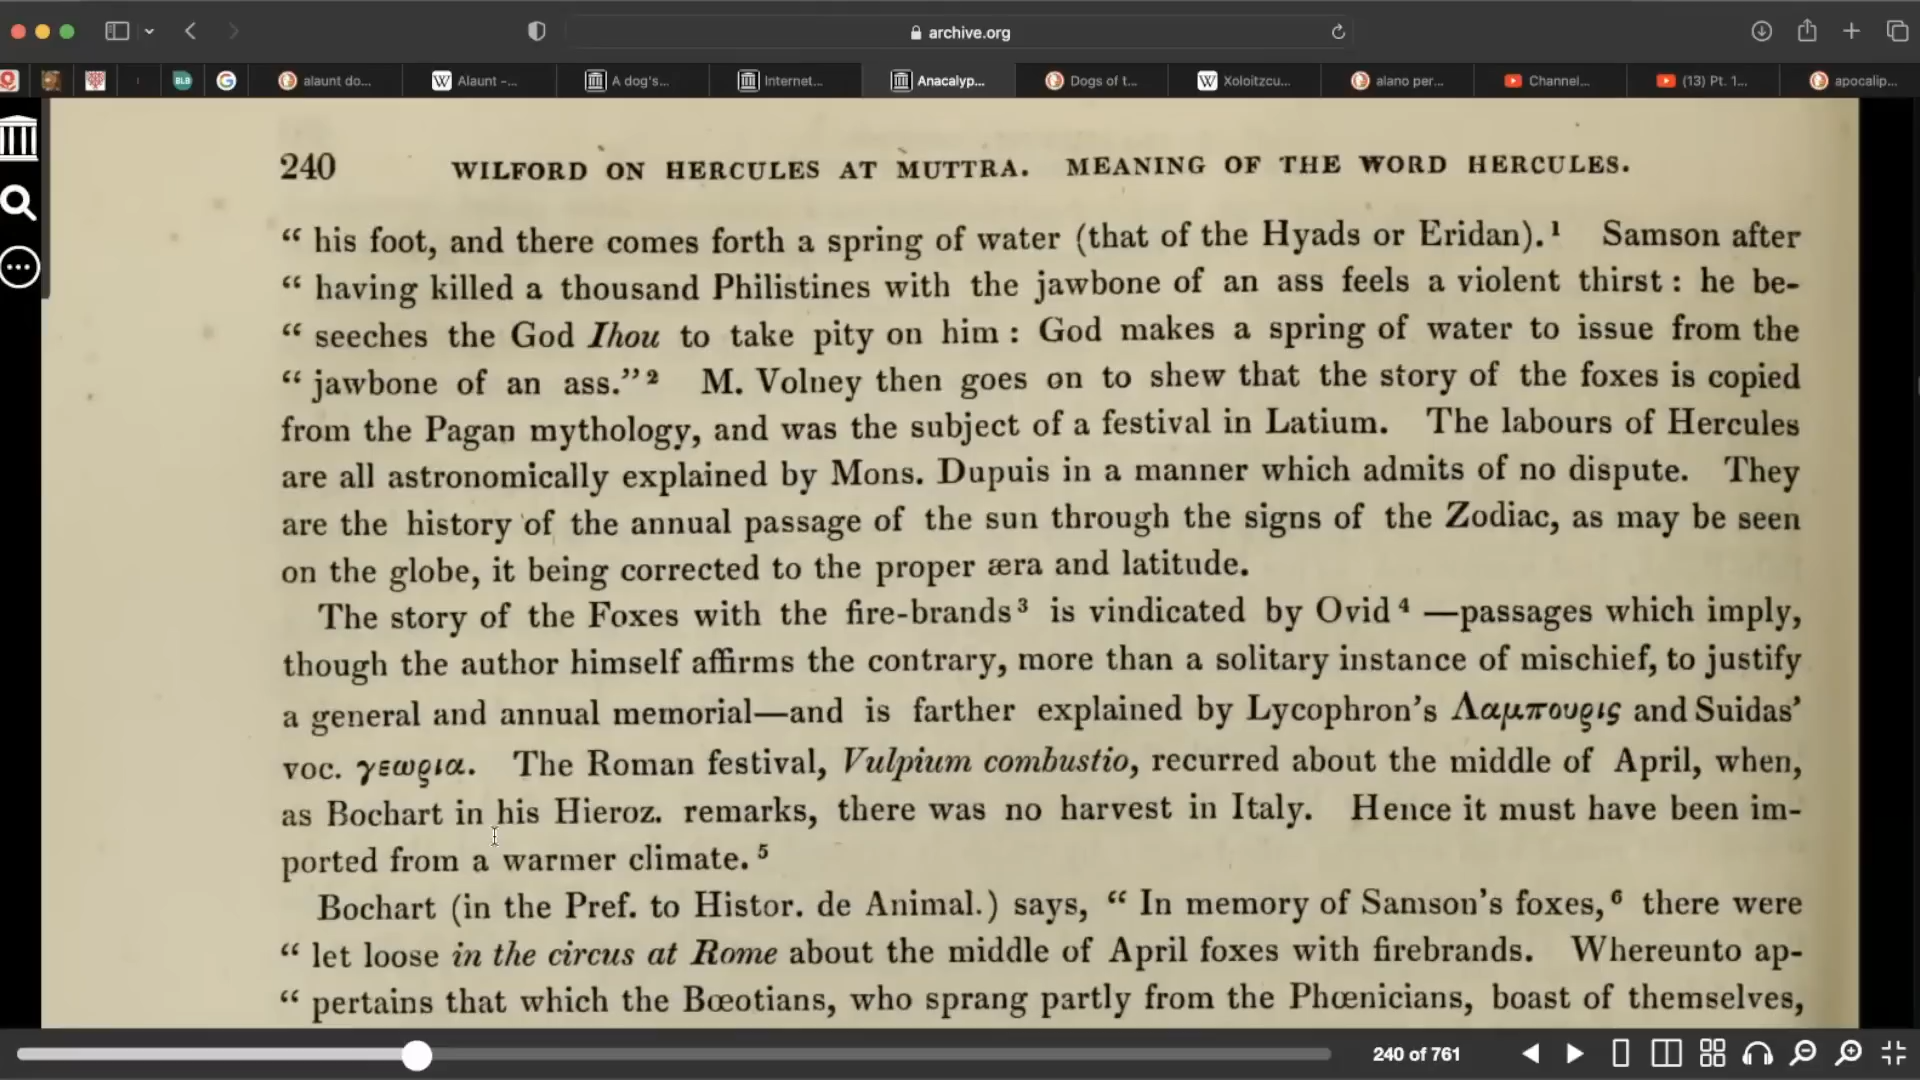 archive.org
BLB
alaunt do...
Alaunt –...
A dog's...
Internet...
Anacalyp...
Dogs of t...
Xoloitzcu...
alano per...
Channel...
(13) Pt. 1...
apocalip...
240 WILFORD ON HERCULES AT MUTTRA. MEANING OF THE WORD HERCULES.
“ his foot, and there comes forth a spring of water (that of the Hyads or Eridan).¹ Samson after
“ having killed a thousand Philistines with the jawbone of an ass feels a violent thirst : he be-
“ seeches the God Ihou to take pity on him : God makes a spring of water to issue from the
“ jawbone of an ass.”² M. Volney then goes on to shew that the story of the foxes is copied
from the Pagan mythology, and was the subject of a festival in Latium. The labours of Hercules
are all astronomically explained by Mons. Dupuis in a manner which admits of no dispute. They
are the history of the annual passage of the sun through the signs of the Zodiac, as may be seen
on the globe, it being corrected to the proper æra and latitude.
The story of the Foxes with the fire-brands³ is vindicated by Ovid⁴ —passages which imply,
though the author himself affirms the contrary, more than a solitary instance of mischief, to justify
a general and annual memorial—and is farther explained by Lycophron’s Λαμπουρις and Suidas’
voc. γεωρια. The Roman festival, Vulpium combustio, recurred about the middle of April, when,
as Bochart in his Hieroz. remarks, there was no harvest in Italy. Hence it must have been im-
ported from a warmer climate.⁵
Bochart (in the Pref. to Histor. de Animal.) says, “ In memory of Samson’s foxes,⁶ there were
“ let loose in the circus at Rome about the middle of April foxes with firebrands. Whereunto ap-
“ pertains that which the Bœotians, who sprang partly from the Phœnicians, boast of themselves,
240 of 761